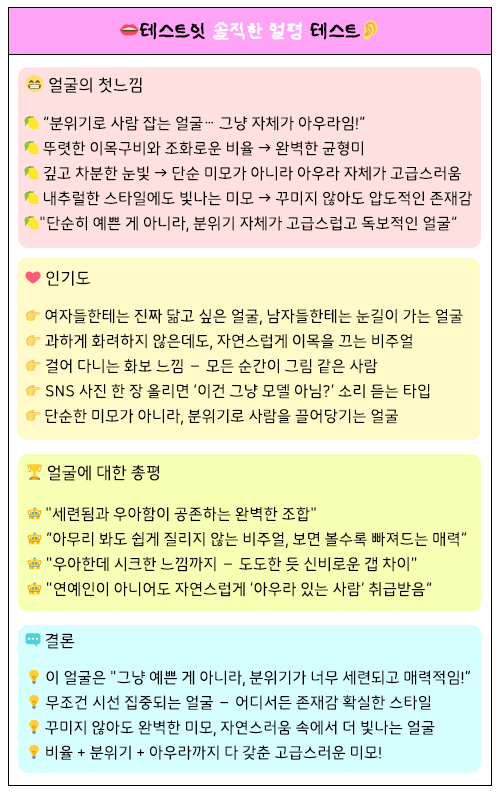 테스트힛 솔직한 얼평 테스트
얼굴의 첫느낌
“분위기로 사람 잡는 얼굴… 그냥 자체가 아우라임!”
뚜렷한 이목구비와 조화로운 비율 → 완벽한 균형미
깊고 차분한 눈빛 → 단순 미모가 아니라 아우라 자체가 고급스러움
내추럴한 스타일에도 빛나는 미모 → 꾸미지 않아도 압도적인 존재감
"단순히 예쁜 게 아니라, 분위기 자체가 고급스럽고 독보적인 얼굴”
인기도
여자들한테는 진짜 닮고 싶은 얼굴, 남자들한테는 눈길이 가는 얼굴
과하게 화려하지 않은데도, 자연스럽게 이목을 끄는 비주얼
걸어 다니는 화보 느낌 – 모든 순간이 그림 같은 사람
SNS 사진 한 장 올리면 ‘이건 그냥 모델 아님?’ 소리 듣는 타입
단순한 미모가 아니라, 분위기로 사람을 끌어당기는 얼굴
얼굴에 대한 총평
"세련됨과 우아함이 공존하는 완벽한 조합"
“아무리 봐도 쉽게 질리지 않는 비주얼, 보면 볼수록 빠져드는 매력”
"우아한데 시크한 느낌까지 – 도도한 듯 신비로운 갭 차이"
"연예인이 아니어도 자연스럽게 ‘아우라 있는 사람’ 취급받음”
결론
이 얼굴은 "그냥 예쁜 게 아니라, 분위기가 너무 세련되고 매력적임!”
무조건 시선 집중되는 얼굴 – 어디서든 존재감 확실한 스타일
꾸미지 않아도 완벽한 미모, 자연스러움 속에서 더 빛나는 얼굴
비율 + 분위기 + 아우라까지 다 갖춘 고급스러운 미모!